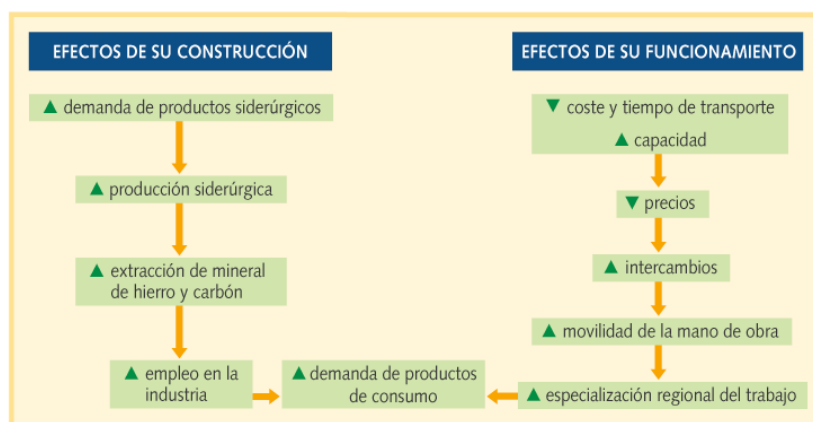 EFECTOS DE SU CONSTRUCCIÓN
▲ demanda de productos siderúrgicos
▲ producción siderúrgica
▲ extracción de mineral
de hierro y carbón
▲ empleo en la
industria
▲ demanda de productos
de consumo
EFECTOS DE SU FUNCIONAMIENTO
▼ coste y tiempo de transporte
▲ capacidad
▼ precios
▲ intercambios
▲ movilidad de la mano de obra
▲ especialización regional del trabajo